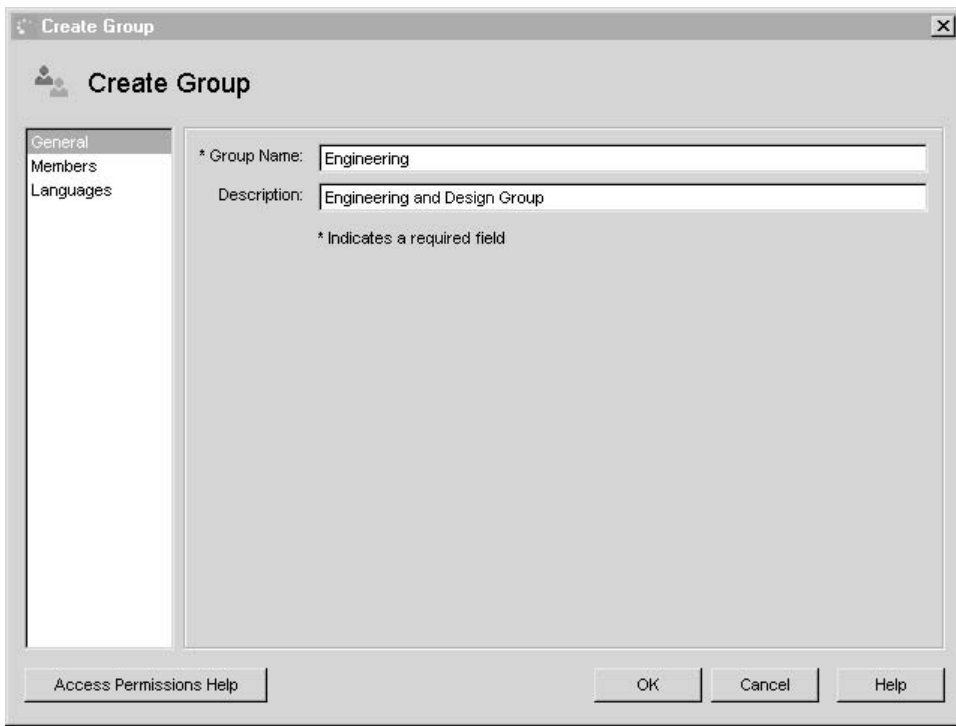 Create Group
Create Group
General
Members
Languages
* Group Name: Engineering
Description: Engineering and Design Group
* Indicates a required field
Access Permissions Help OK Cancel Help